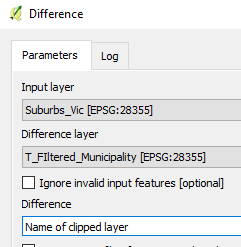 Difference
Parameters
Log
Input layer
Suburbs_Vic [EPSG:28355]
Difference layer
T_FIltered_Municipality [EPSG:28355]
Ignore invalid input features [optional]
Difference
Name of clipped layer